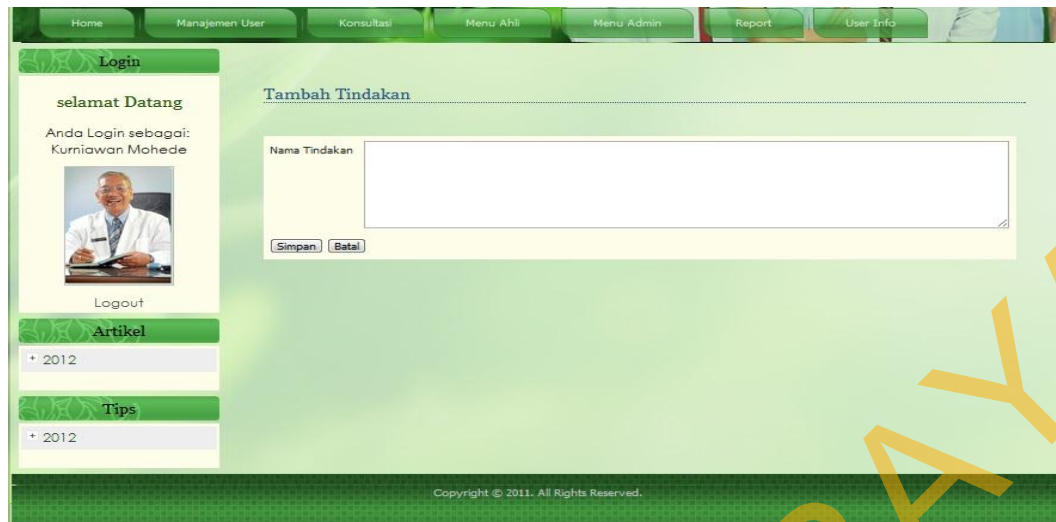 Home Manajemen User Konsultasi Menu Ahli Menu Admin Report User Info
Login
selamat Datang
Anda Login sebagai:
Kurniawan Mohede
Logout
Artikel
+ 2012
Tips
+ 2012
Tambah Tindakan
Nama Tindakan
Simpan Batal
Copyright © 2011. All Rights Reserved.